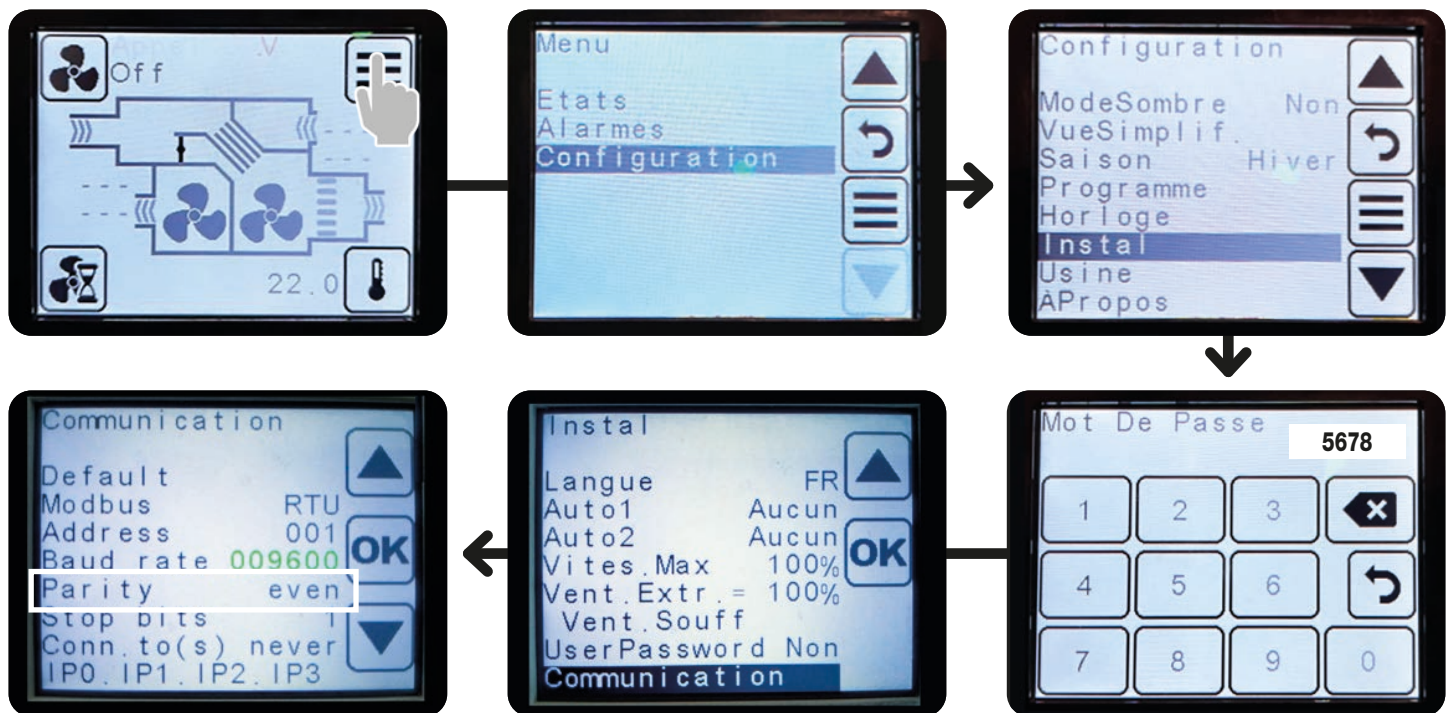 Off
22.0
Menu
Etats
Alarmes
Configuration
Configuration
ModeSombre Non
VueSimplif.
Saison Hiver
Programme
Horloge
Instal
Usine
ÀPropos
Mot De Passe
5678
1 2 3
4 5 6
7 8 9 0
Instal
Langue FR
Auto1 Aucun
Auto2 Aucun
Vites.Max 100%
Vent.Extr.= 100%
Vent.Souff
UserPassword Non
Communication
OK
Communication
Default
Modbus RTU
Address 001
Baud rate 009600
Parity even
Stop bits 1
Conn.to(s) never
IP0.IP1.IP2.IP3
OK